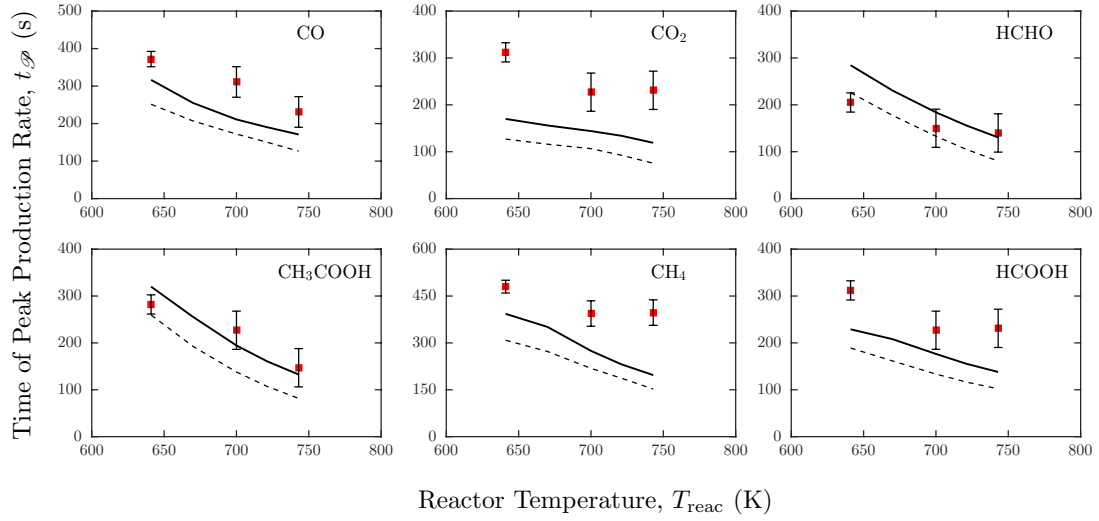 Time of Peak Production Rate, t𝒫 (s)
CO
500
400
300
200
100
0
600 650 700 750 800
CO₂
400
300
200
100
0
600 650 700 750 800
HCHO
400
300
200
100
0
600 650 700 750 800
CH₃COOH
400
300
200
100
0
600 650 700 750 800
CH₄
600
450
300
150
0
600 650 700 750 800
HCOOH
400
300
200
100
0
600 650 700 750 800
Reactor Temperature, T_reac (K)